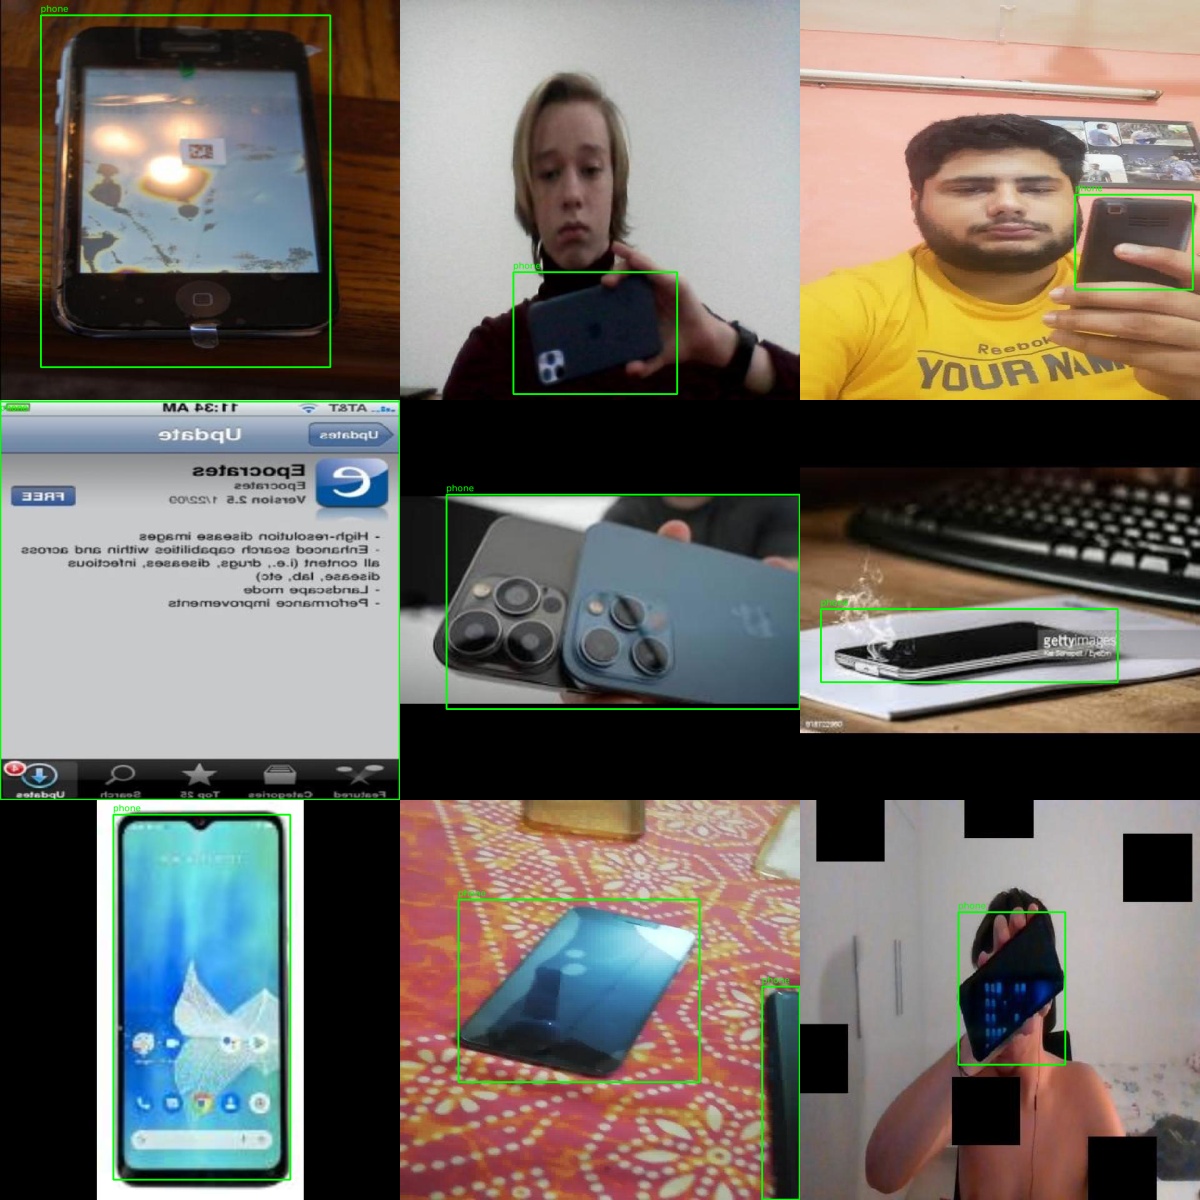 phone
phone
phone
Reebok
YOUR NAM
AT&T 11:34 AM
Updates Update
Epocrates
Epocrates
Version 2.5 1/22/09
FREE
- High-resolution disease images
- Enhanced search capabilities within and across
all content (i.e., drugs, diseases, infectious
disease, lab, etc)
- Landscape mode
- Performance improvements
Featured Categories Top 25 Search Updates
phone
phone
gettyimages
phone
phone
phone
phone